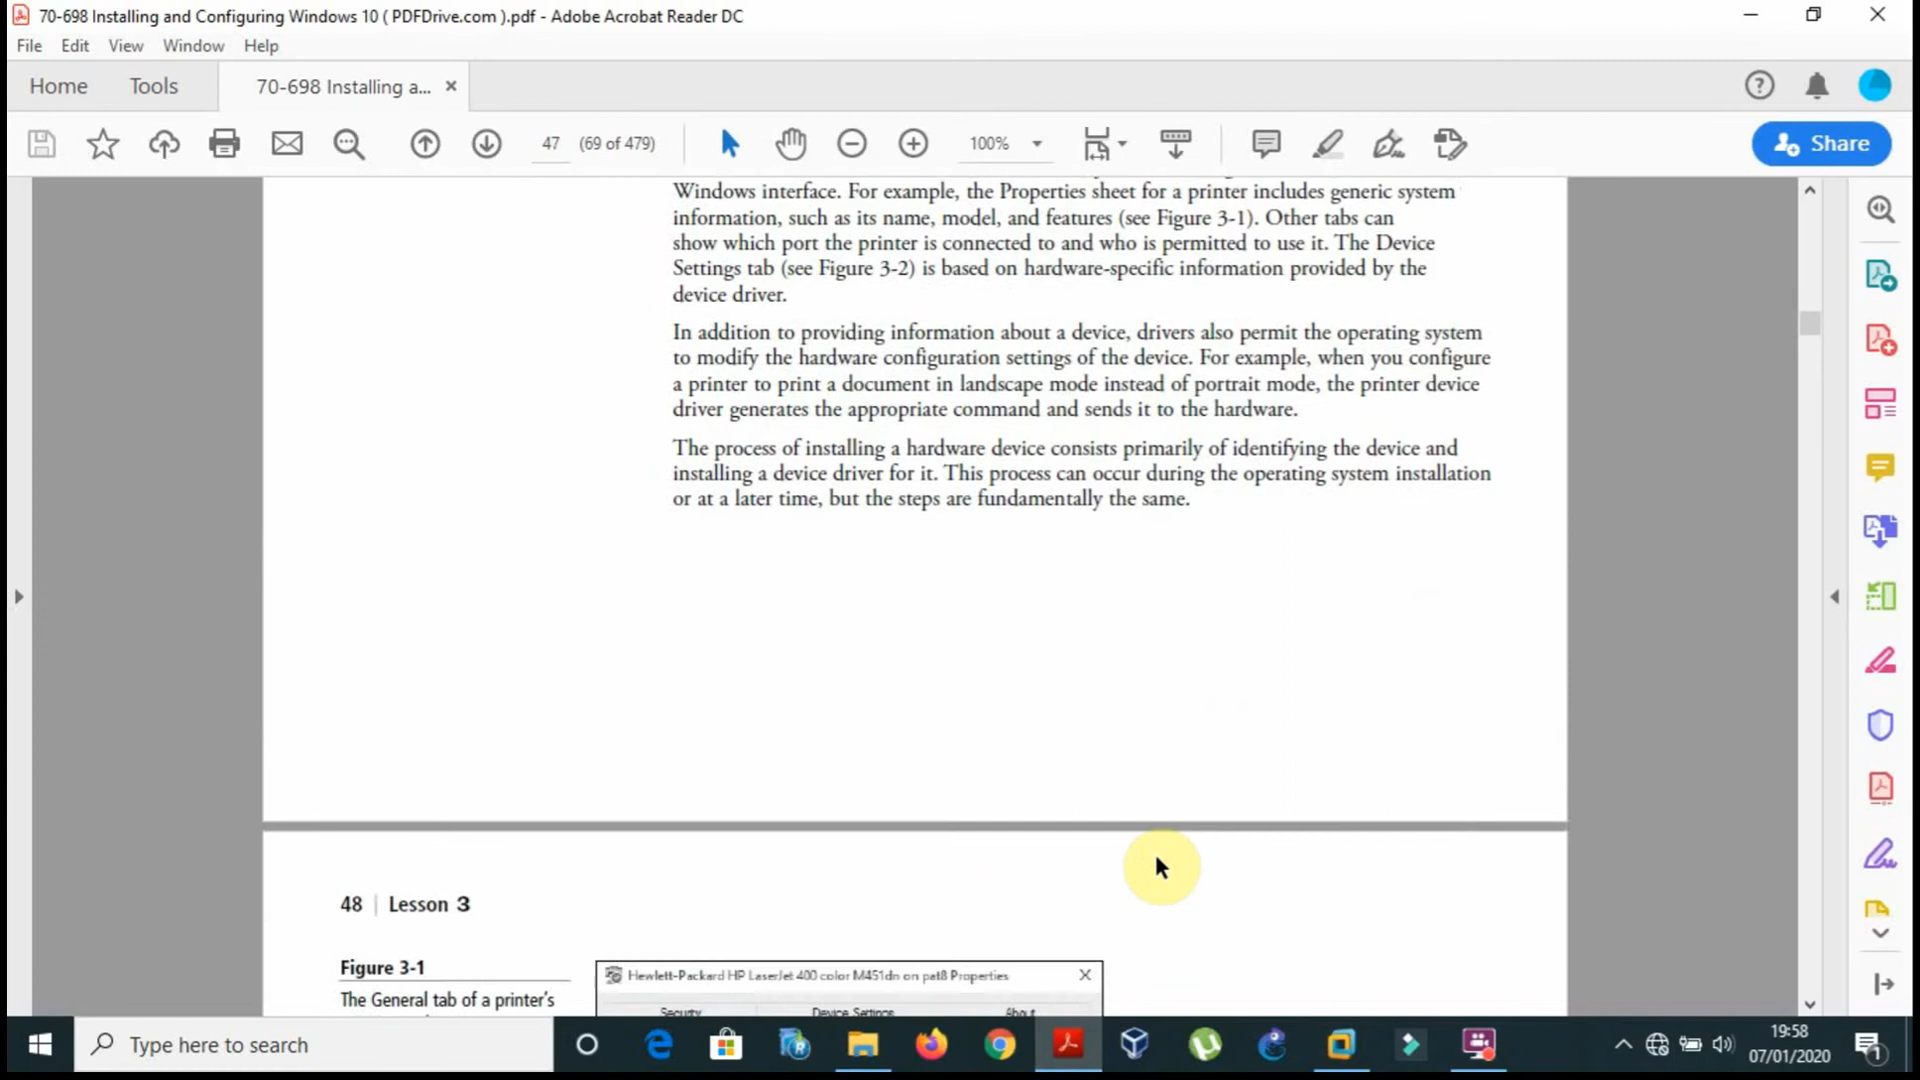 70-698 Installing and Configuring Windows 10 ( PDFDrive.com ).pdf - Adobe Acrobat Reader DC
File Edit View Window Help
Home Tools 70-698 Installing a... ×
47 (69 of 479) 100% Share
Windows interface. For example, the Properties sheet for a printer includes generic system
information, such as its name, model, and features (see Figure 3-1). Other tabs can
show which port the printer is connected to and who is permitted to use it. The Device
Settings tab (see Figure 3-2) is based on hardware-specific information provided by the
device driver.
In addition to providing information about a device, drivers also permit the operating system
to modify the hardware configuration settings of the device. For example, when you configure
a printer to print a document in landscape mode instead of portrait mode, the printer device
driver generates the appropriate command and sends it to the hardware.
The process of installing a hardware device consists primarily of identifying the device and
installing a device driver for it. This process can occur during the operating system installation
or at a later time, but the steps are fundamentally the same.
48 | Lesson 3
Figure 3-1
The General tab of a printer's
Hewlett-Packard HP LaserJet 400 color M451dn on pat8 Properties
Security Device Settings About
Type here to search
19:58
07/01/2020
1